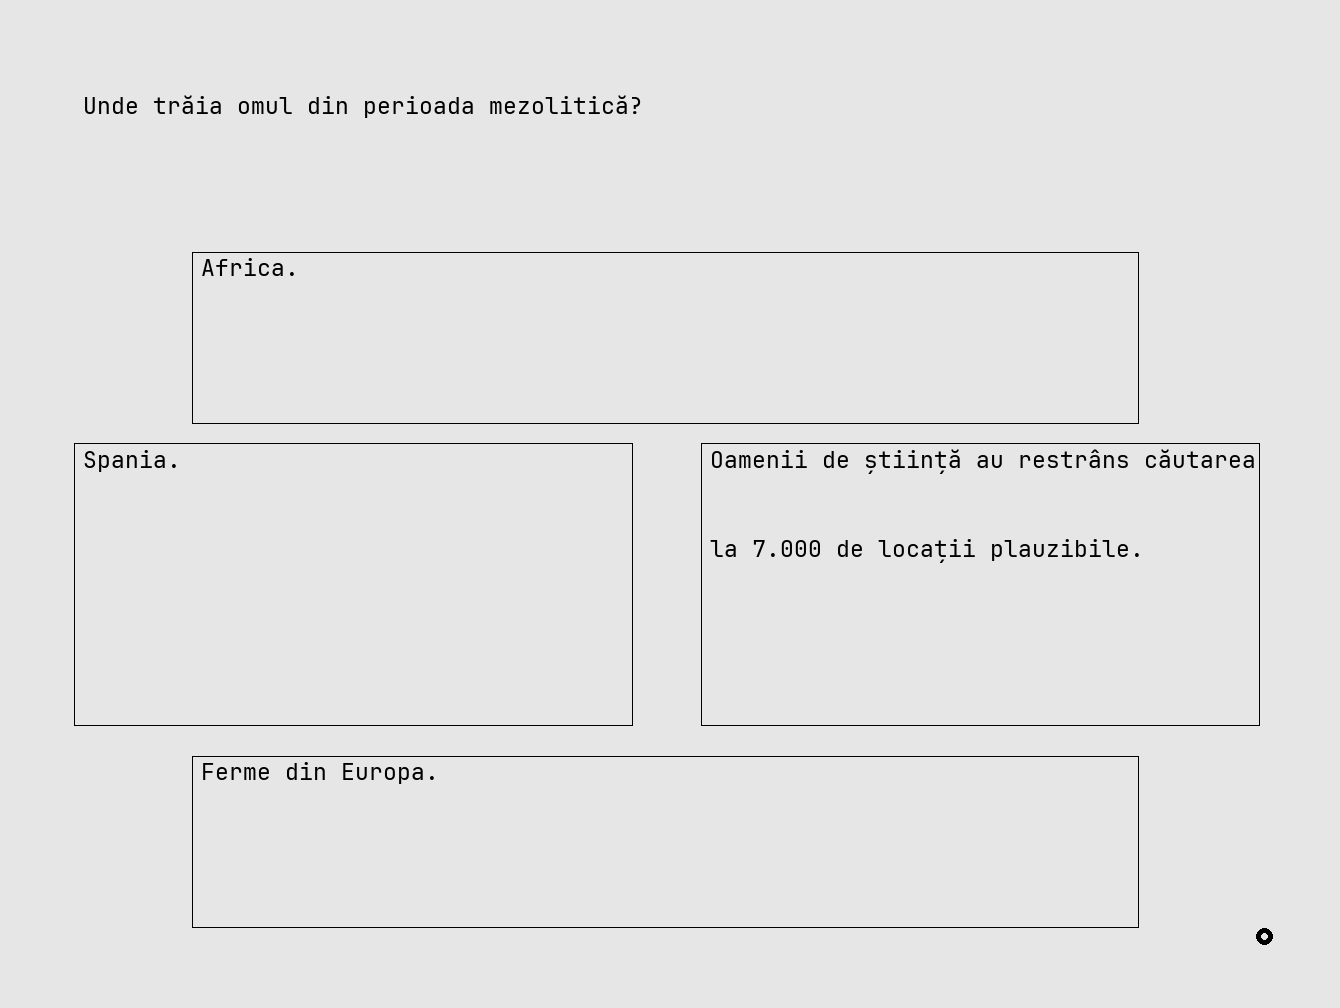 Unde trăia omul din perioada mezolitică?
Africa.
Spania.
Oamenii de știință au restrâns căutarea
la 7.000 de locații plauzibile.
Ferme din Europa.